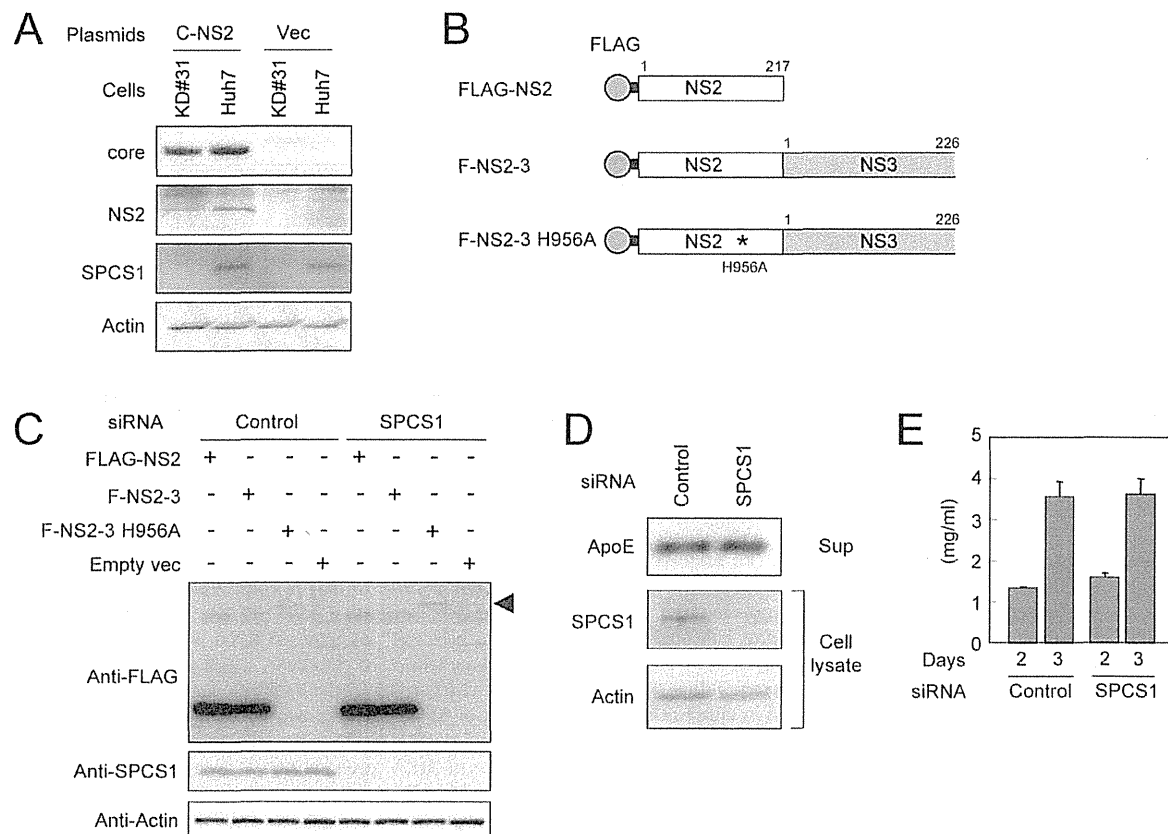 A
Plasmids C-NS2 Vec
Cells KD#31 Huh7 KD#31 Huh7
core
NS2
SPCS1
Actin
B
FLAG
1 217
FLAG-NS2 NS2
1 226
F-NS2-3 NS2 NS3
1 226
F-NS2-3 H956A NS2 * NS3
H956A
C
siRNA Control SPCS1
FLAG-NS2 + - - - + - - -
F-NS2-3 - + - - - + - -
F-NS2-3 H956A - - + - - - + -
Empty vec - - - + - - - +
Anti-FLAG
Anti-SPCS1
Anti-Actin
D
siRNA Control SPCS1
ApoE Sup
SPCS1
Actin
Cell
lysate
E
(mg/ml)
5
4
3
2
1
0
Days 2 3 2 3
siRNA Control SPCS1